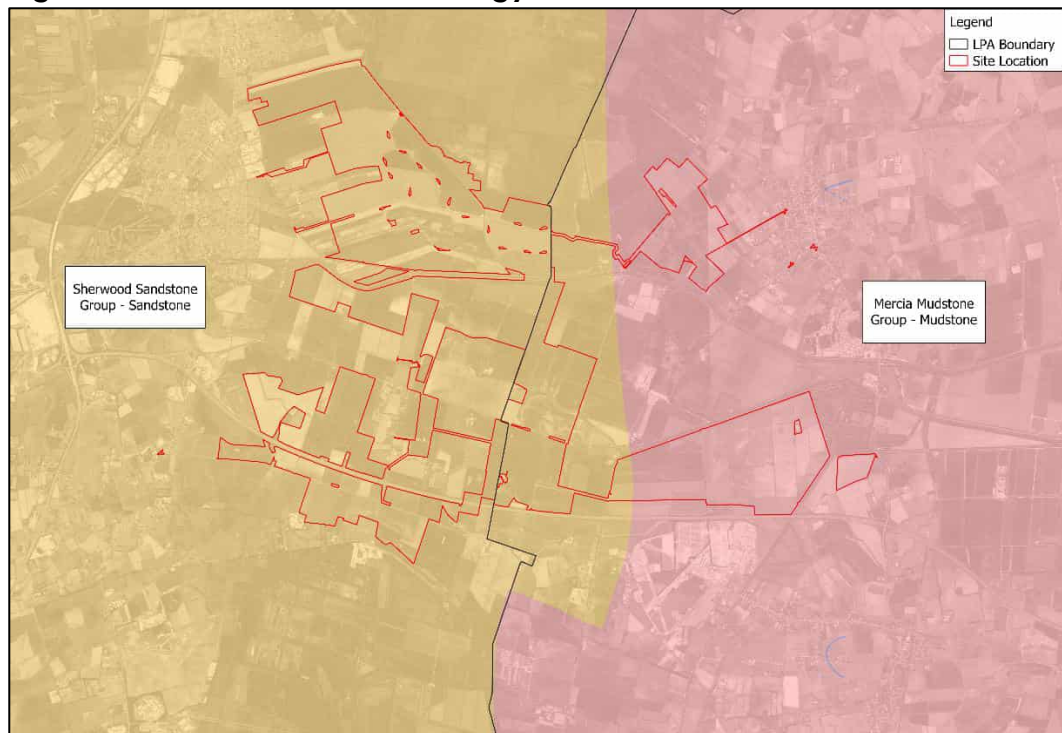 Legend
LPA Boundary
Site Location
Sherwood Sandstone
Group - Sandstone
Mercia Mudstone
Group - Mudstone